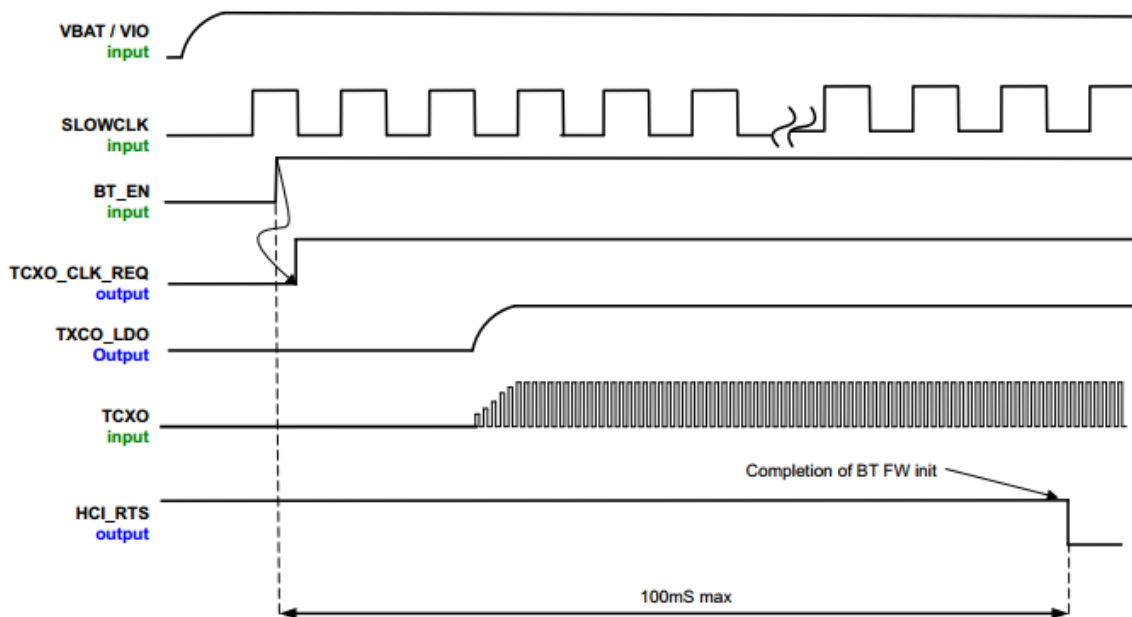 VBAT / VIO
input
SLOWCLK
input
BT_EN
input
TCXO_CLK_REQ
output
TXCO_LDO
Output
TCXO
input
Completion of BT FW init
HCI_RTS
output
100mS max